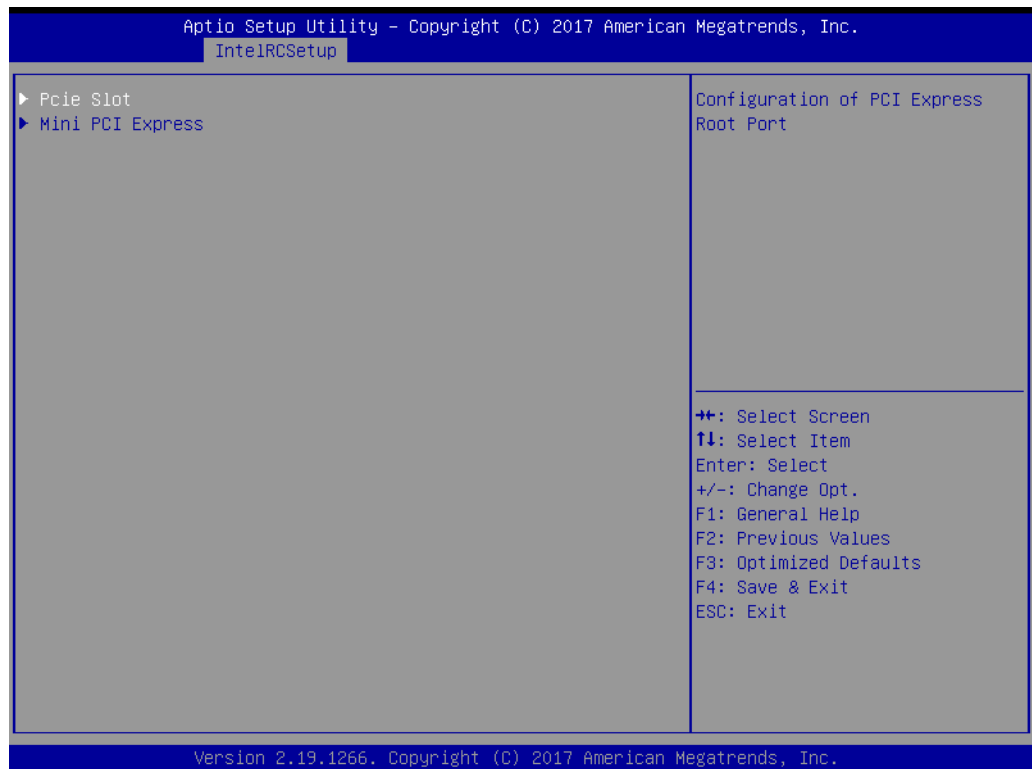 Aptio Setup Utility – Copyright (C) 2017 American Megatrends, Inc.
IntelRCSetup
▶ Pcie Slot
▶ Mini PCI Express
Configuration of PCI Express
Root Port
→←: Select Screen
↑↓: Select Item
Enter: Select
+/-: Change Opt.
F1: General Help
F2: Previous Values
F3: Optimized Defaults
F4: Save & Exit
ESC: Exit
Version 2.19.1266. Copyright (C) 2017 American Megatrends, Inc.